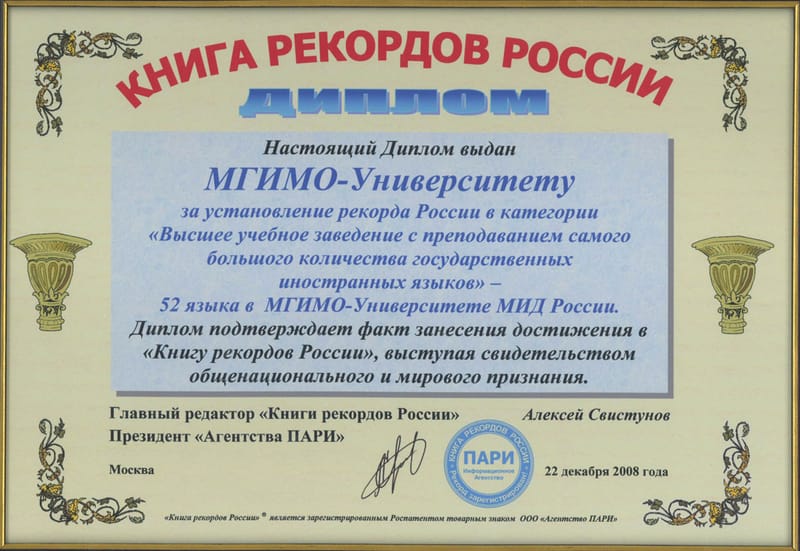 КНИГА РЕКОРДОВ РОССИИ
ДИПЛОМ
Настоящий Диплом выдан
МГИМО-Университету
за установление рекорда России в категории
«Высшее учебное заведение с преподаванием самого
большого количества государственных
иностранных языков» –
52 языка в МГИМО-Университете МИД России.
Диплом подтверждает факт занесения достижения в
«Книгу рекордов России», выступая свидетельством
общенационального и мирового признания.
Главный редактор «Книги рекордов России» Алексей Свистунов
Президент «Агентства ПАРИ»
КНИГА РЕКОРДОВ РОССИИ
ПАРИ
Информационное
Агентство
Рекорд зарегистрирован!
Москва 22 декабря 2008 года
«Книга рекордов России» ® является зарегистрированным Роспатентом товарным знаком ООО «Агентство ПАРИ»